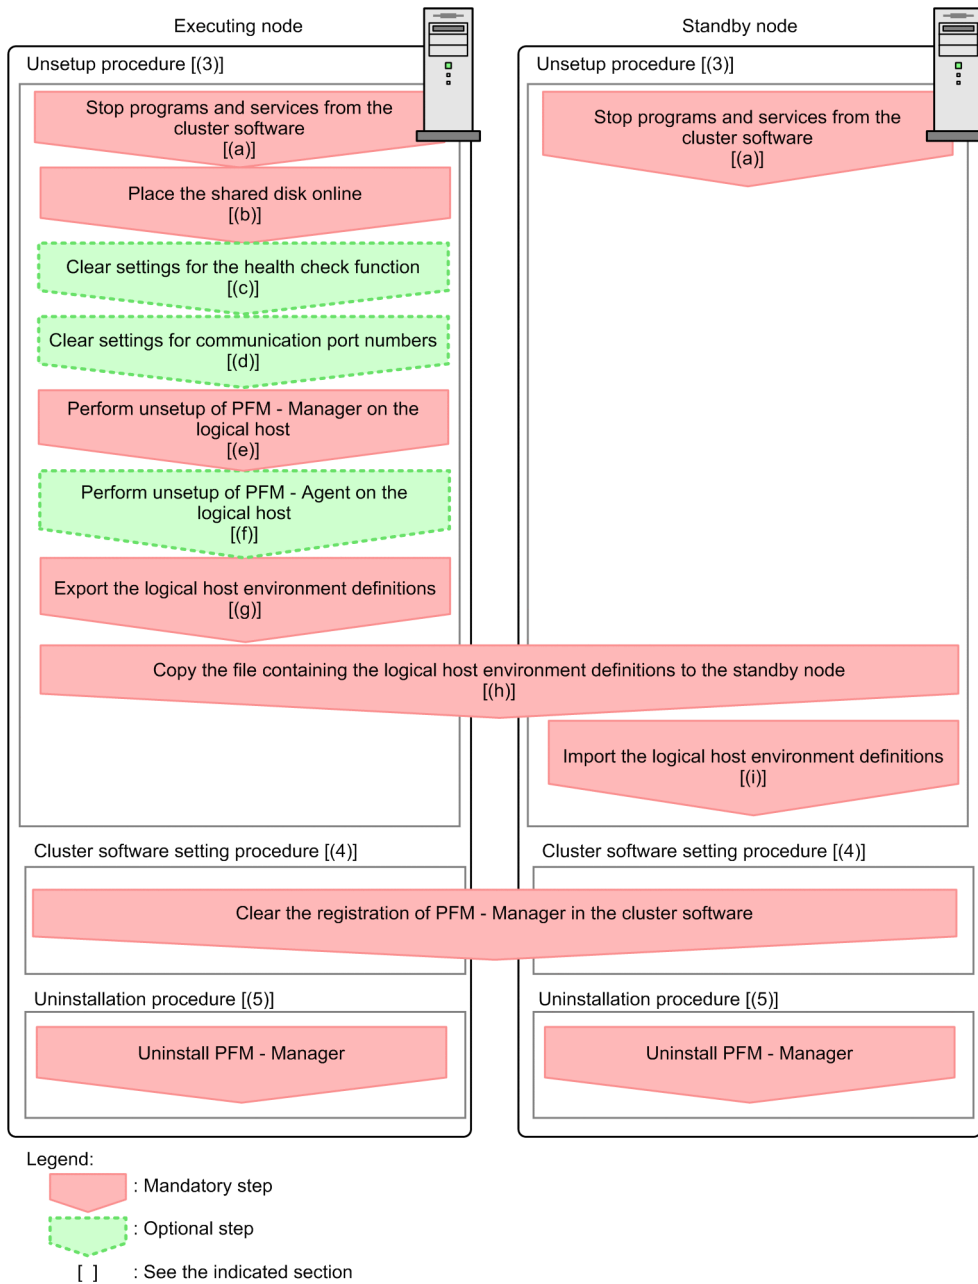 Executing node
Standby node
Unsetup procedure [(3)]
Unsetup procedure [(3)]
Stop programs and services from the
cluster software
[(a)]
Stop programs and services from the
cluster software
[(a)]
Place the shared disk online
[(b)]
Clear settings for the health check function
[(c)]
Clear settings for communication port numbers
[(d)]
Perform unsetup of PFM - Manager on the
logical host
[(e)]
Perform unsetup of PFM - Agent on the
logical host
[(f)]
Export the logical host environment definitions
[(g)]
Copy the file containing the logical host environment definitions to the standby node
[(h)]
Import the logical host environment definitions
[(i)]
Cluster software setting procedure [(4)]
Cluster software setting procedure [(4)]
Clear the registration of PFM - Manager in the cluster software
Uninstallation procedure [(5)]
Uninstallation procedure [(5)]
Uninstall PFM - Manager
Uninstall PFM - Manager
Legend:
: Mandatory step
: Optional step
[ ] : See the indicated section